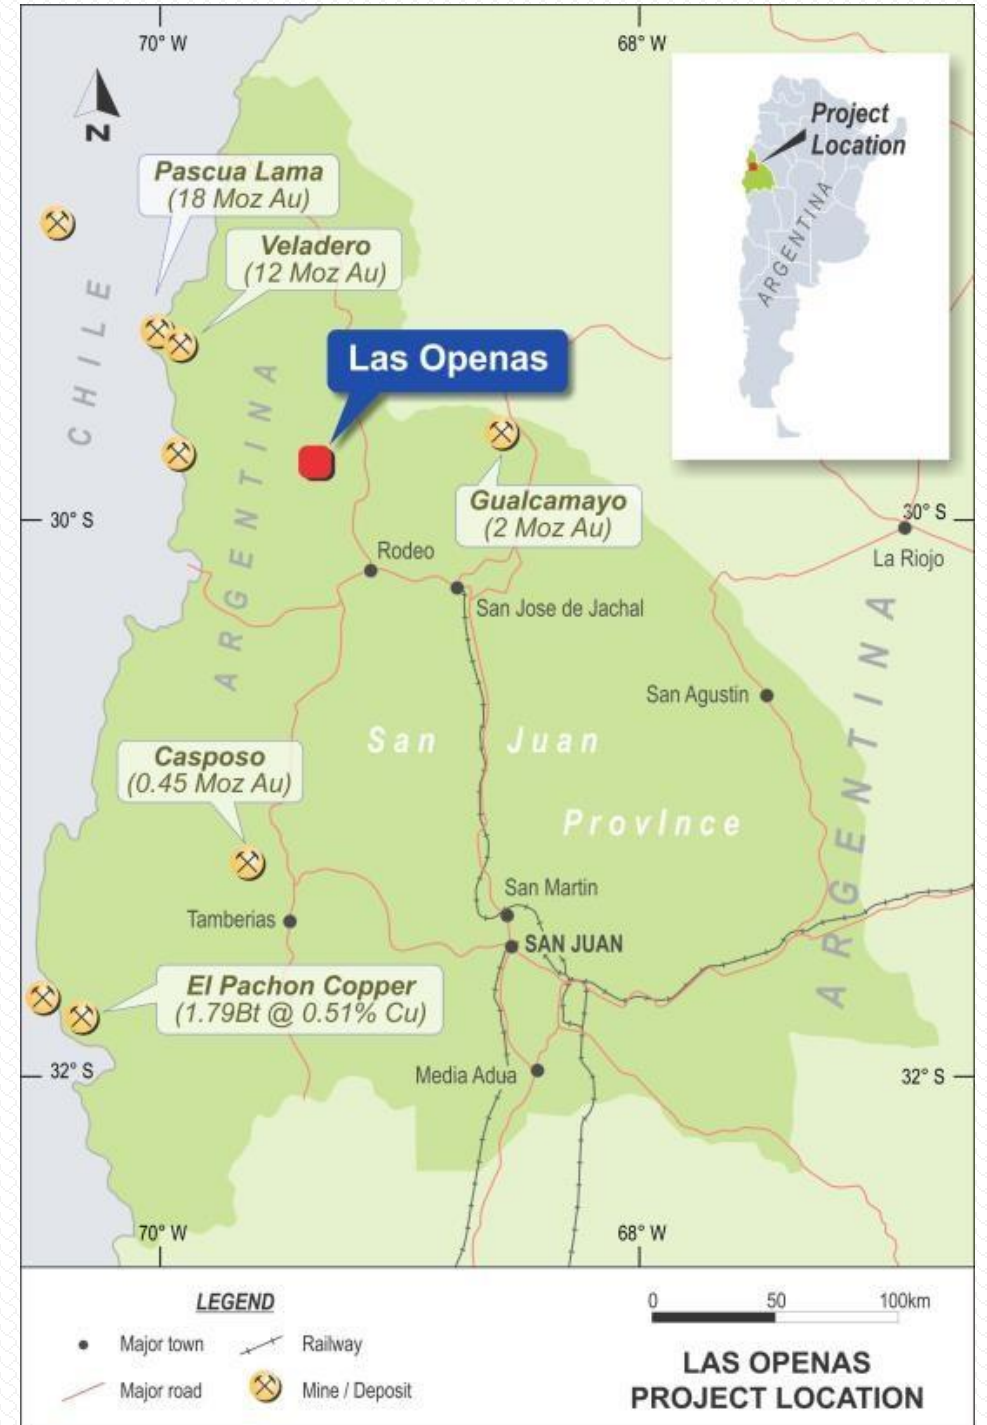 70° W
68° W
N
Project
Location
ARGENTINA
Pascua Lama
(18 Moz Au)
Veladero
(12 Moz Au)
CHILE
Las Openas
ARGENTINA
Gualcamayo
(2 Moz Au)
30° S
30° S
Rodeo
La Riojo
San Jose de Jachal
San Agustin
San Juan
Province
ARGENTINA
Casposo
(0.45 Moz Au)
San Martin
Tamberias
SAN JUAN
El Pachon Copper
(1.79Bt @ 0.51% Cu)
32° S
Media Adua
32° S
70° W
68° W
LEGEND
Major town
Railway
Major road
Mine / Deposit
0 50 100km
LAS OPENAS
PROJECT LOCATION